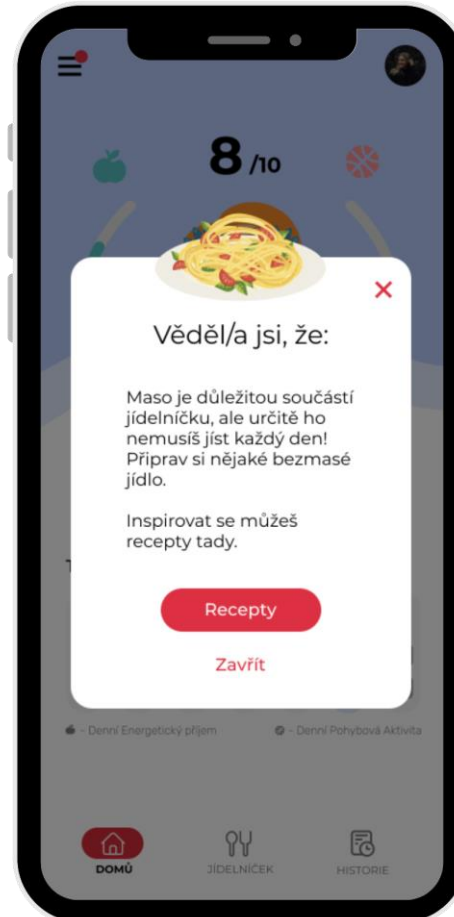 8 /10
Věděl/a jsi, že:
Maso je důležitou součástí
jídelníčku, ale určitě ho
nemusíš jíst každý den!
Připrav si nějaké bezmasé
jídlo.
Inspirovat se můžeš
recepty tady.
Recepty
Zavřít
- Denní Energetický příjem
- Denní Pohybová Aktivita
DOMŮ
JÍDELNÍČEK
HISTORIE